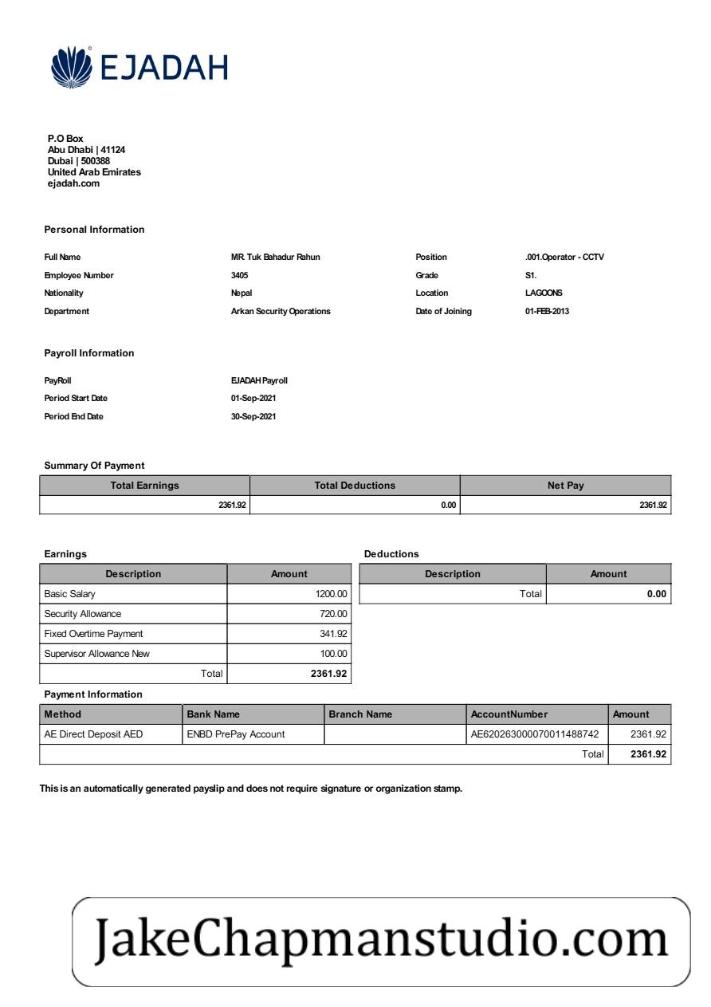 EJADAH
P.O Box
Abu Dhabi | 41124
Dubai | 500388
United Arab Emirates
ejadah.com
Personal Information
Full Name MR. Tuk Bahadur Rahun Position .001.Operator - CCTV
Employee Number 3405 Grade S1.
Nationality Nepal Location LAGOONS
Department Arkan Security Operations Date of Joining 01-FEB-2013
Payroll Information
PayRoll EJADAH Payroll
Period Start Date 01-Sep-2021
Period End Date 30-Sep-2021
Summary Of Payment
Total Earnings Total Deductions Net Pay
2361.92 0.00 2361.92
Earnings Deductions
Description Amount Description Amount
Basic Salary 1200.00 Total 0.00
Security Allowance 720.00
Fixed Overtime Payment 341.92
Supervisor Allowance New 100.00
Total 2361.92
Payment Information
Method Bank Name Branch Name AccountNumber Amount
AE Direct Deposit AED ENBD PrePay Account AE620263000070011488742 2361.92
Total 2361.92
This is an automatically generated payslip and does not require signature or organization stamp.
JakeChapmanstudio.com